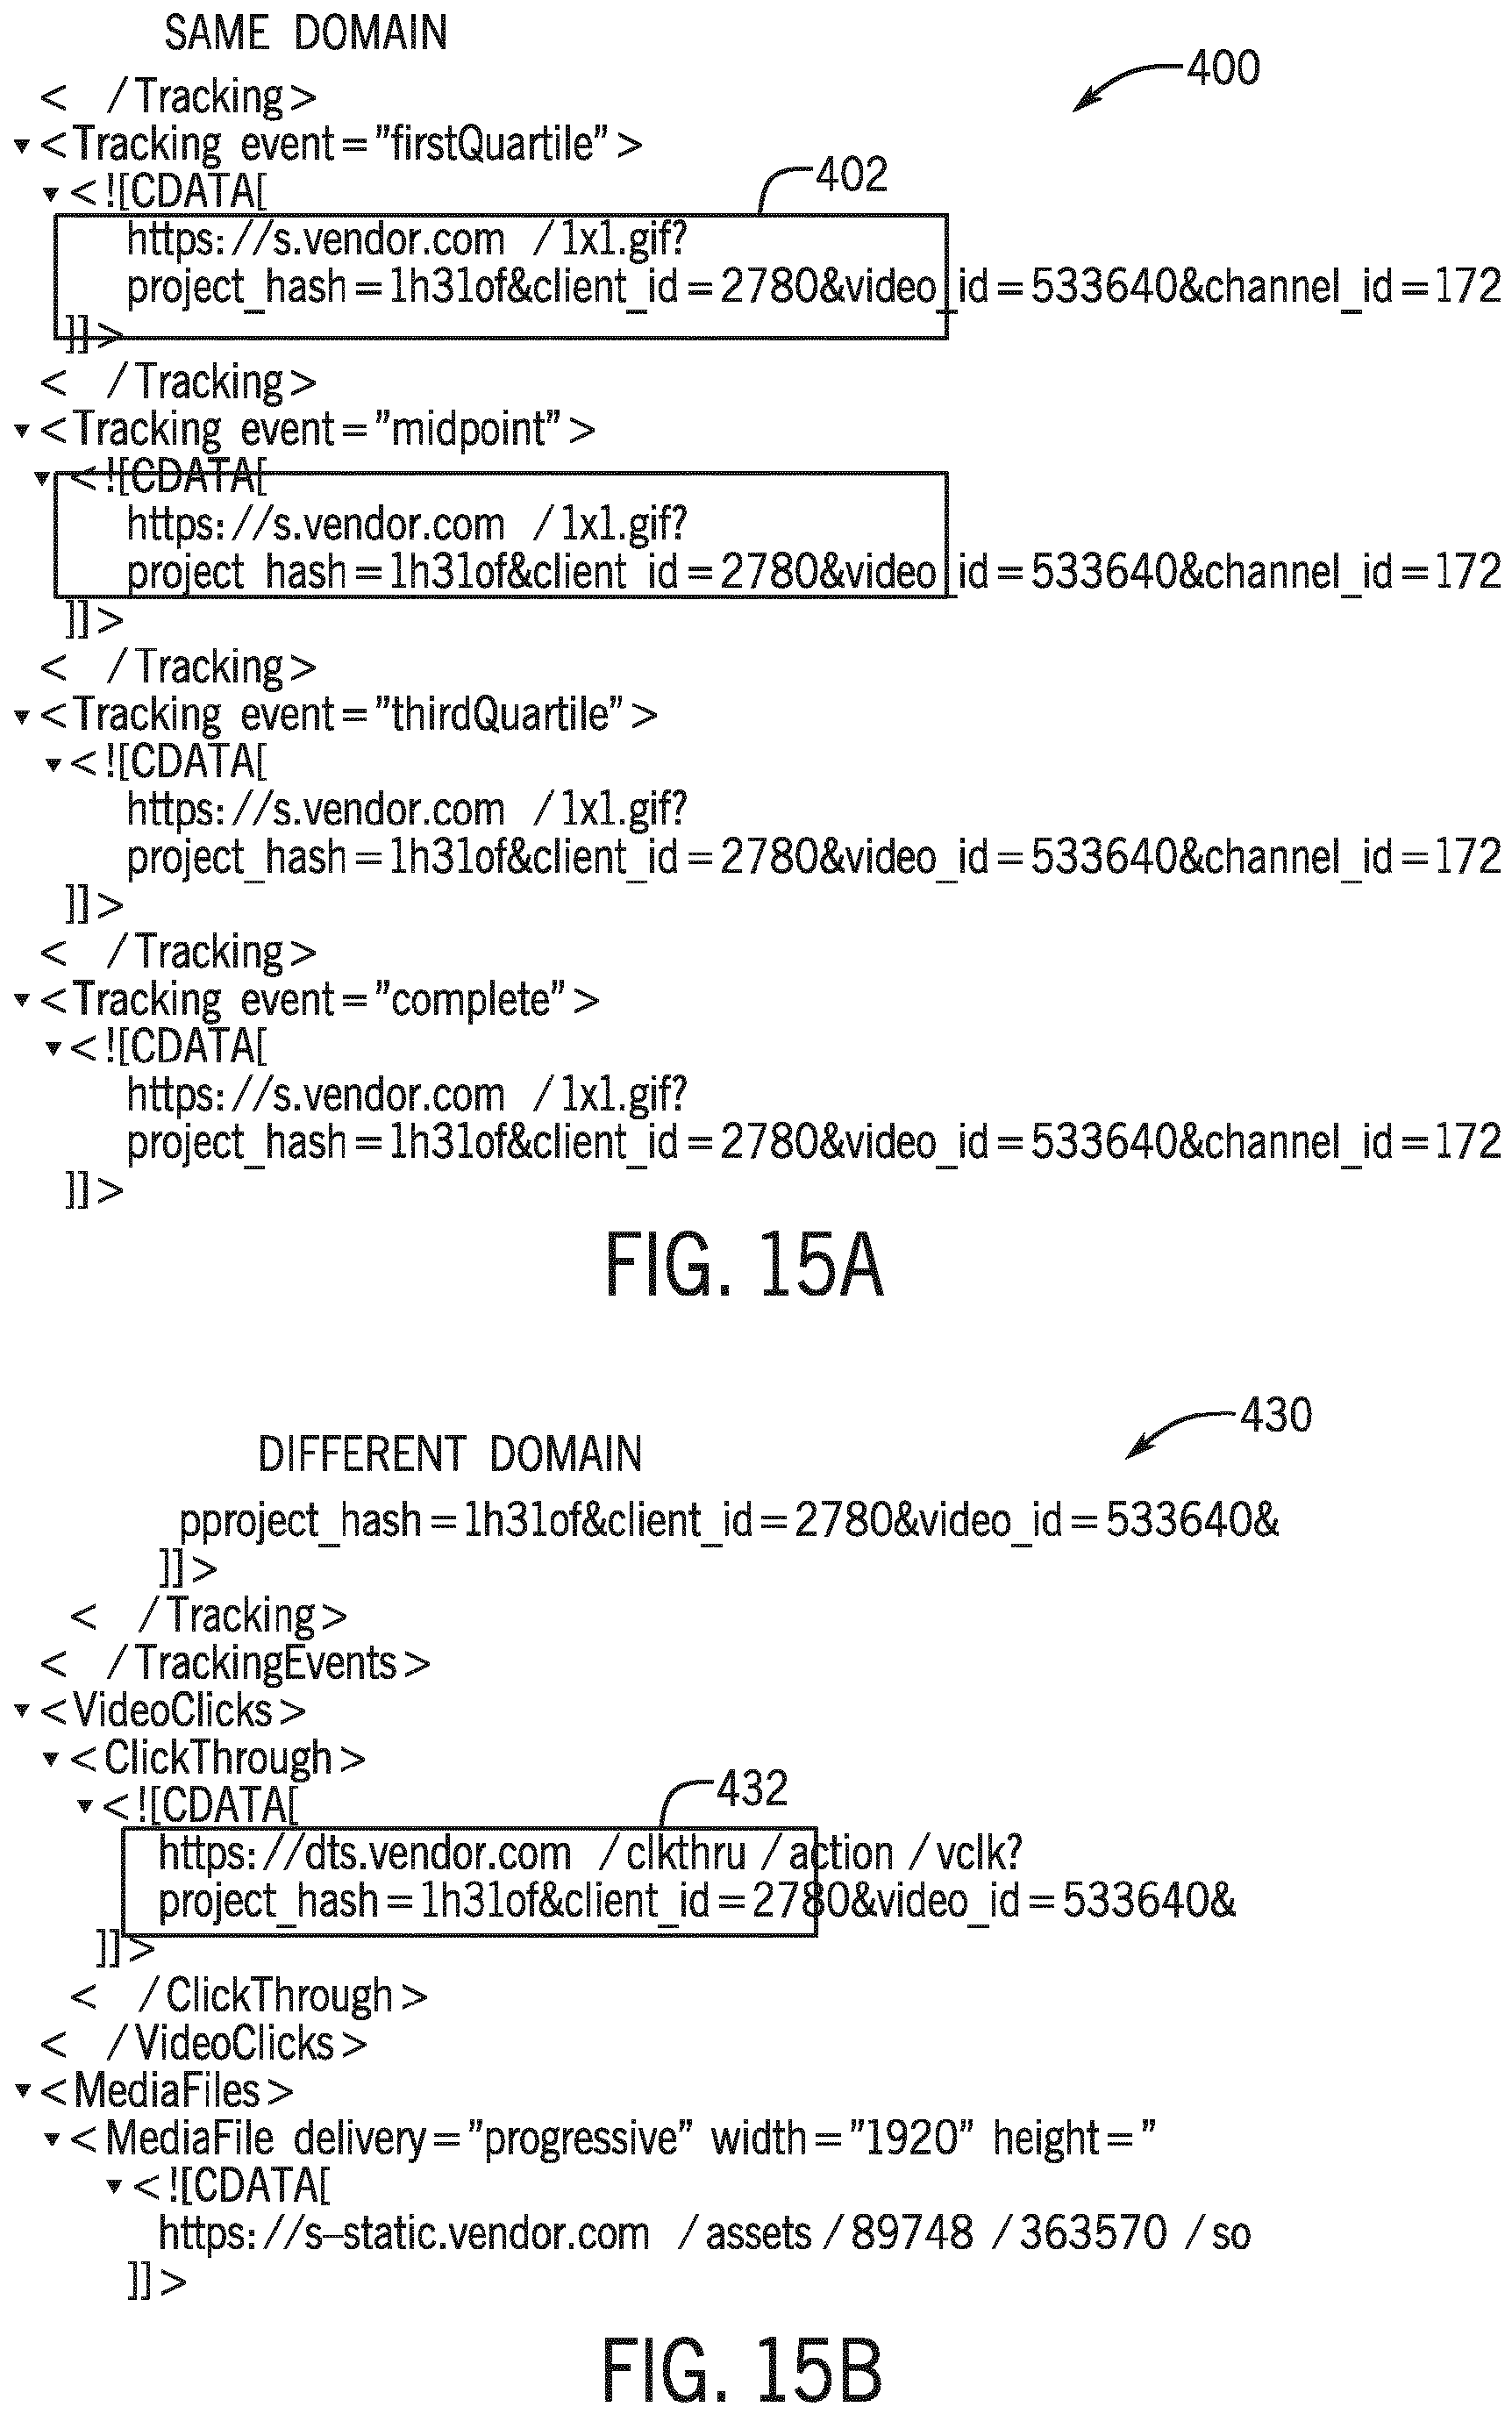 SAME DOMAIN
400
< /Tracking>
▾<Tracking event="firstQuartile">
▾<![CDATA[
402
https://s.vendor.com /1x1.gif?
project_hash=1h31of&client_id=2780&video_id=533640&channel_id=172
]]>
< /Tracking>
▾<Tracking event="midpoint">
▾<![CDATA[
https://s.vendor.com /1x1.gif?
project_hash=1h31of&client_id=2780&video_id=533640&channel_id=172
]]>
< /Tracking>
▾<Tracking event="thirdQuartile">
▾<![CDATA[
https://s.vendor.com /1x1.gif?
project_hash=1h31of&client_id=2780&video_id=533640&channel_id=172
]]>
< /Tracking>
▾<Tracking event="complete">
▾<![CDATA[
https://s.vendor.com /1x1.gif?
project_hash=1h31of&client_id=2780&video_id=533640&channel_id=172
]]>
FIG. 15A
430
DIFFERENT DOMAIN
pproject_hash=1h31of&client_id=2780&video_id=533640&
]]>
< /Tracking>
< /TrackingEvents>
▾<VideoClicks>
▾<ClickThrough>
▾<![CDATA[
432
https://dts.vendor.com /clkthru /action /vclk?
project_hash=1h31of&client_id=2780&video_id=533640&
]]>
< /ClickThrough>
< /VideoClicks>
▾<MediaFiles>
▾<MediaFile delivery="progressive" width="1920" height="
▾<![CDATA[
https://s–static.vendor.com /assets /89748 /363570 /so
]]>
FIG. 15B